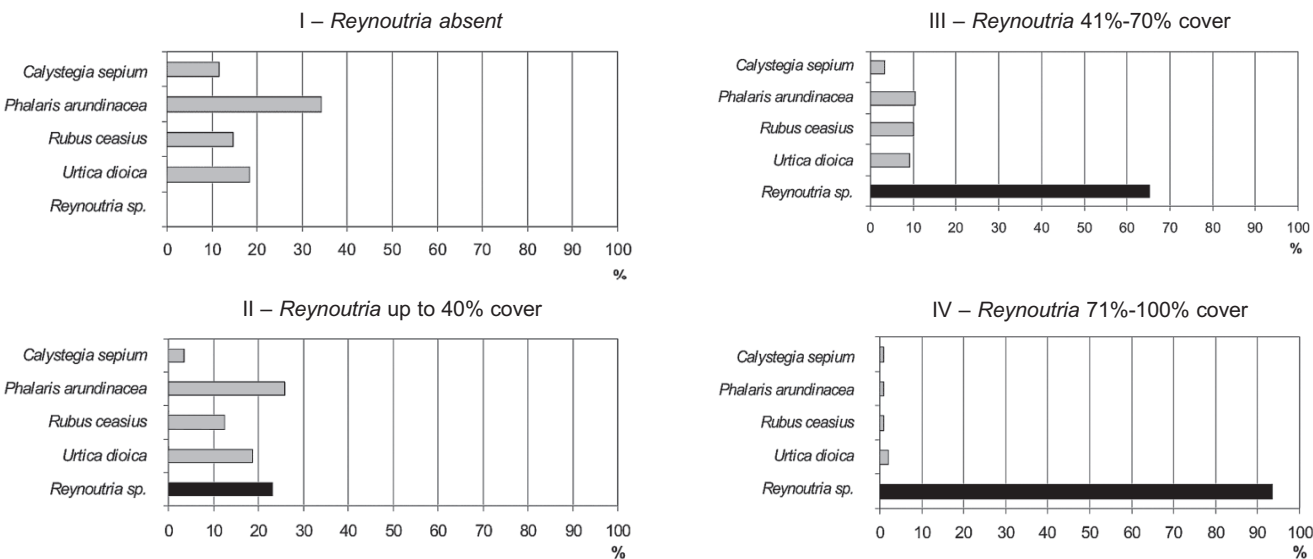 I – Reynoutria absent
Calystegia sepium
Phalaris arundinacea
Rubus ceasius
Urtica dioica
Reynoutria sp.
0 10 20 30 40 50 60 70 80 90 100
%
II – Reynoutria up to 40% cover
Calystegia sepium
Phalaris arundinacea
Rubus ceasius
Urtica dioica
Reynoutria sp.
0 10 20 30 40 50 60 70 80 90 100
%
III – Reynoutria 41%-70% cover
Calystegia sepium
Phalaris arundinacea
Rubus ceasius
Urtica dioica
Reynoutria sp.
0 10 20 30 40 50 60 70 80 90 100
%
IV – Reynoutria 71%-100% cover
Calystegia sepium
Phalaris arundinacea
Rubus ceasius
Urtica dioica
Reynoutria sp.
0 10 20 30 40 50 60 70 80 90 100
%